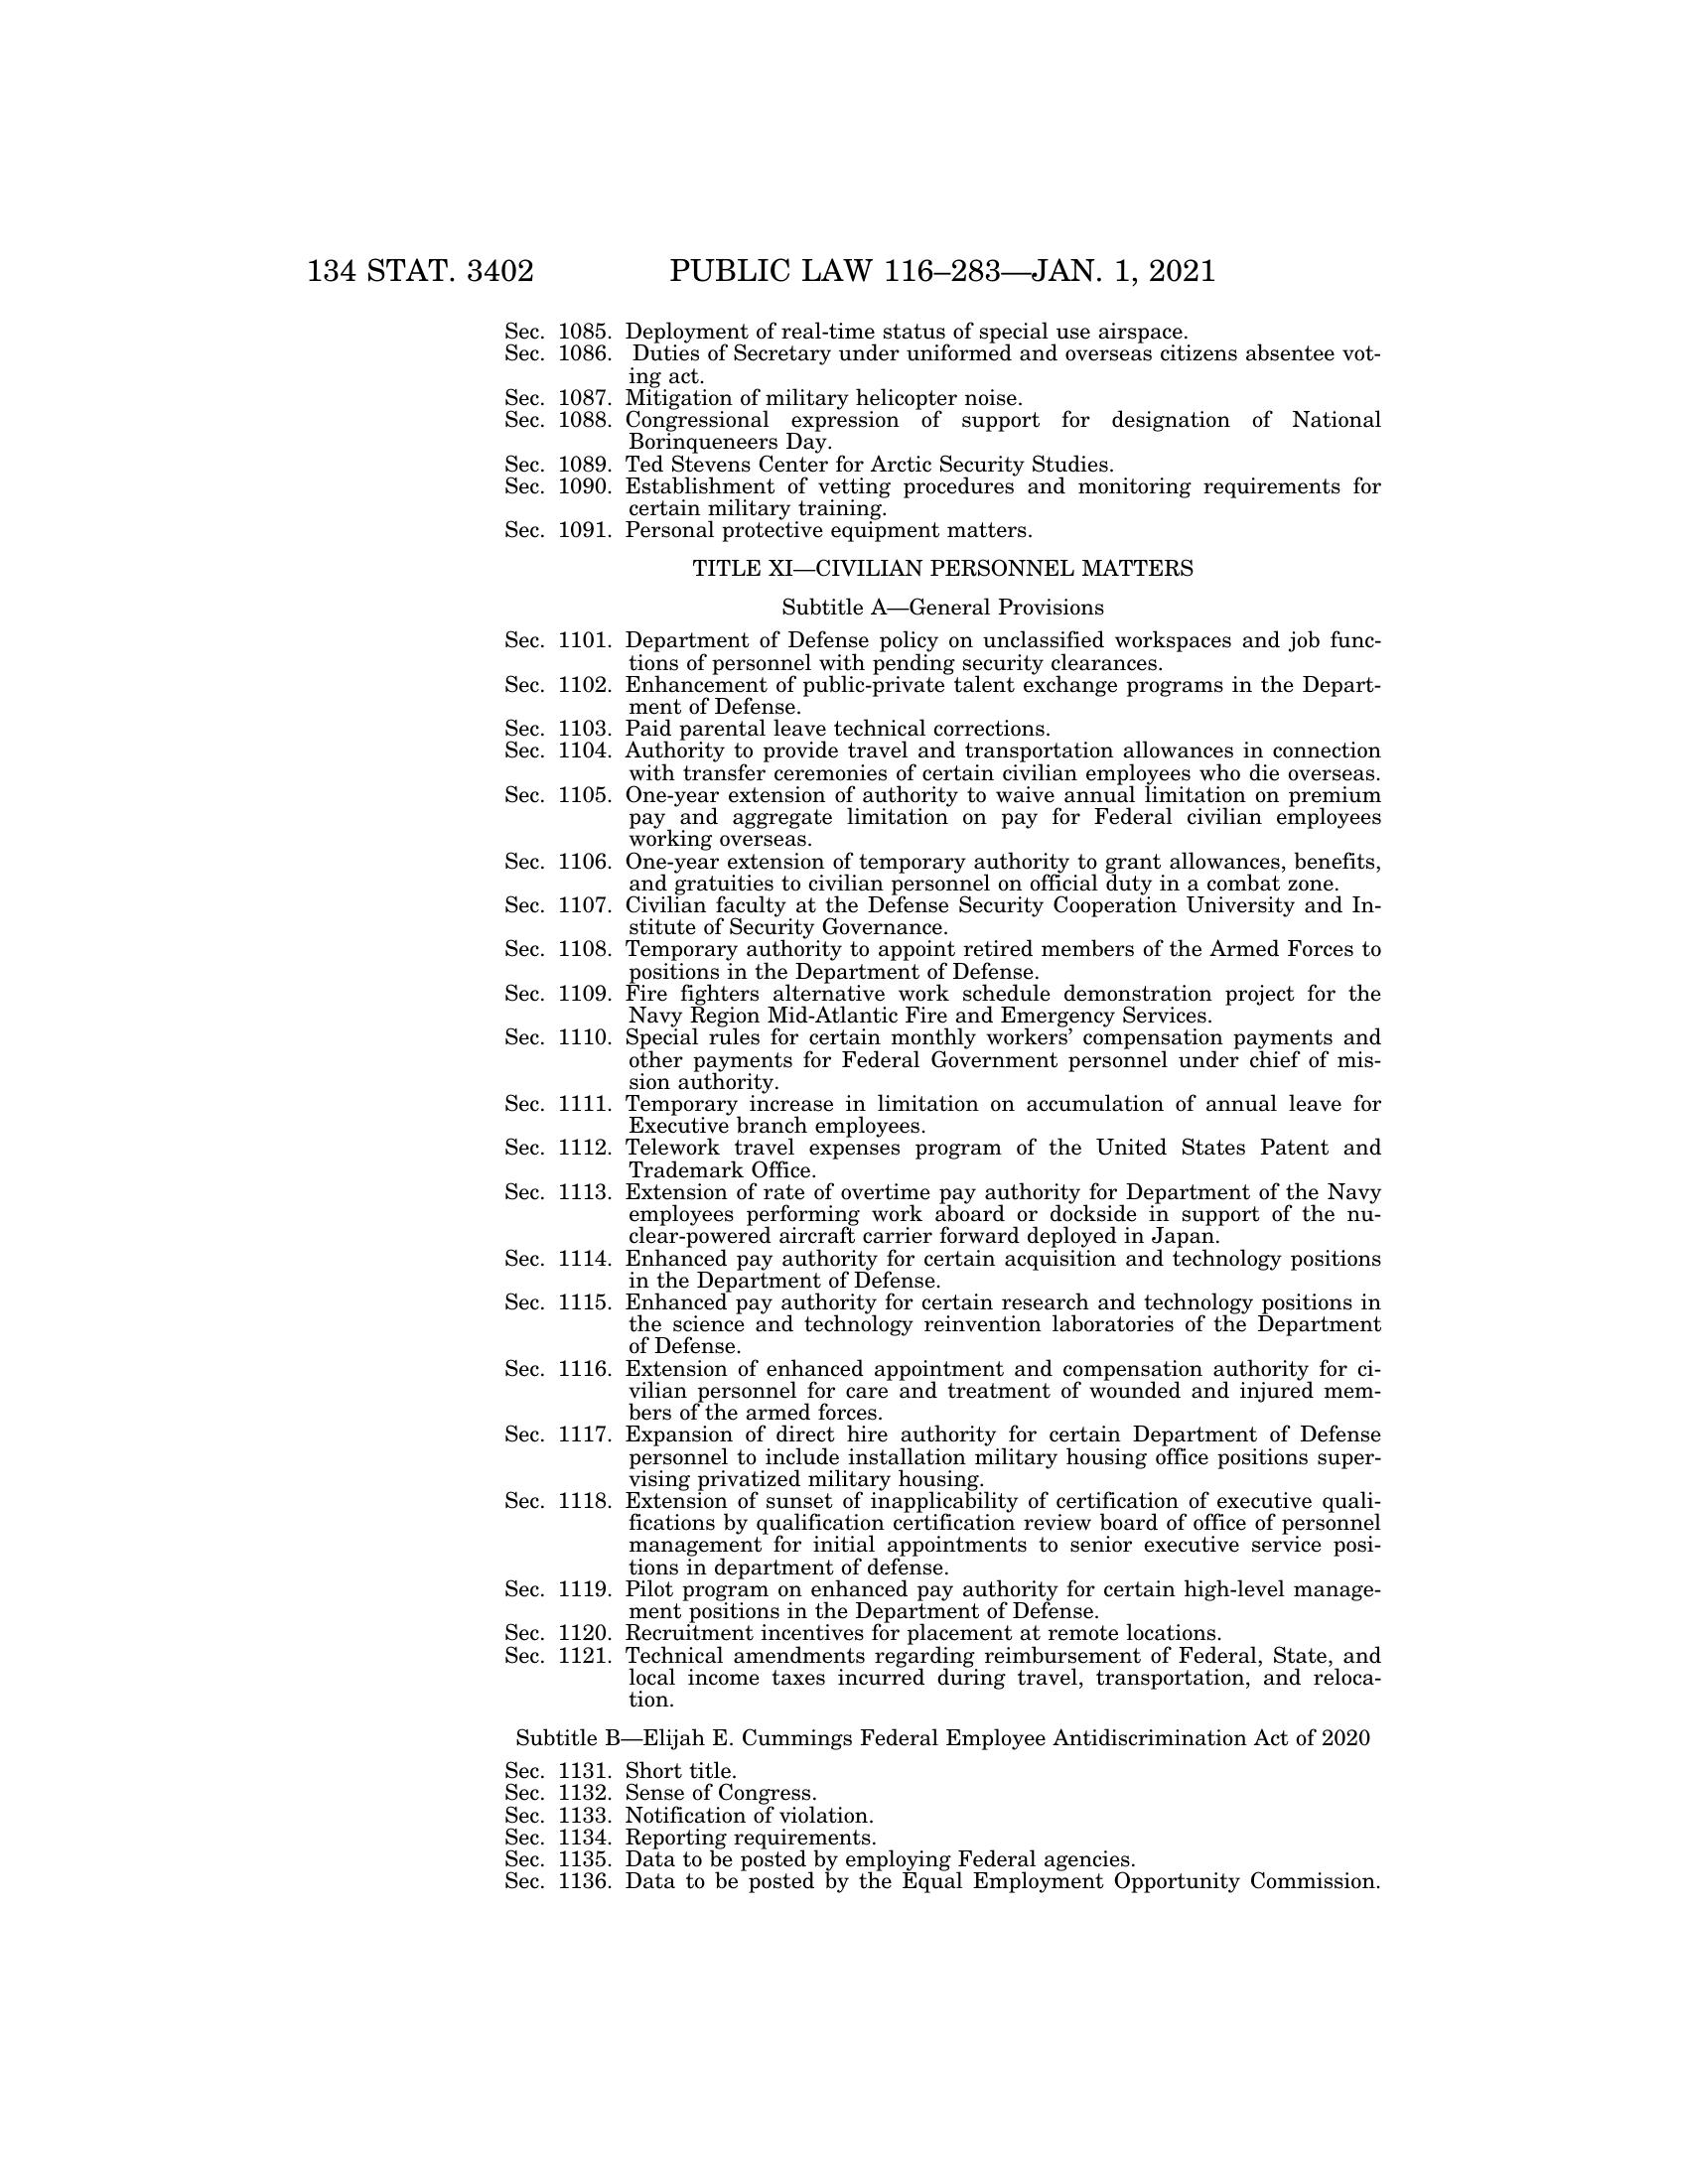 134 STAT. 3402 PUBLIC LAW 116–283—JAN. 1, 2021
Sec. 1085. Deployment of real-time status of special use airspace.
Sec. 1086. Duties of Secretary under uniformed and overseas citizens absentee vot-
ing act.
Sec. 1087. Mitigation of military helicopter noise.
Sec. 1088. Congressional expression of support for designation of National
Borinqueneers Day.
Sec. 1089. Ted Stevens Center for Arctic Security Studies.
Sec. 1090. Establishment of vetting procedures and monitoring requirements for
certain military training.
Sec. 1091. Personal protective equipment matters.
TITLE XI—CIVILIAN PERSONNEL MATTERS
Subtitle A—General Provisions
Sec. 1101. Department of Defense policy on unclassified workspaces and job func-
tions of personnel with pending security clearances.
Sec. 1102. Enhancement of public-private talent exchange programs in the Depart-
ment of Defense.
Sec. 1103. Paid parental leave technical corrections.
Sec. 1104. Authority to provide travel and transportation allowances in connection
with transfer ceremonies of certain civilian employees who die overseas.
Sec. 1105. One-year extension of authority to waive annual limitation on premium
pay and aggregate limitation on pay for Federal civilian employees
working overseas.
Sec. 1106. One-year extension of temporary authority to grant allowances, benefits,
and gratuities to civilian personnel on official duty in a combat zone.
Sec. 1107. Civilian faculty at the Defense Security Cooperation University and In-
stitute of Security Governance.
Sec. 1108. Temporary authority to appoint retired members of the Armed Forces to
positions in the Department of Defense.
Sec. 1109. Fire fighters alternative work schedule demonstration project for the
Navy Region Mid-Atlantic Fire and Emergency Services.
Sec. 1110. Special rules for certain monthly workers’ compensation payments and
other payments for Federal Government personnel under chief of mis-
sion authority.
Sec. 1111. Temporary increase in limitation on accumulation of annual leave for
Executive branch employees.
Sec. 1112. Telework travel expenses program of the United States Patent and
Trademark Office.
Sec. 1113. Extension of rate of overtime pay authority for Department of the Navy
employees performing work aboard or dockside in support of the nu-
clear-powered aircraft carrier forward deployed in Japan.
Sec. 1114. Enhanced pay authority for certain acquisition and technology positions
in the Department of Defense.
Sec. 1115. Enhanced pay authority for certain research and technology positions in
the science and technology reinvention laboratories of the Department
of Defense.
Sec. 1116. Extension of enhanced appointment and compensation authority for ci-
vilian personnel for care and treatment of wounded and injured mem-
bers of the armed forces.
Sec. 1117. Expansion of direct hire authority for certain Department of Defense
personnel to include installation military housing office positions super-
vising privatized military housing.
Sec. 1118. Extension of sunset of inapplicability of certification of executive quali-
fications by qualification certification review board of office of personnel
management for initial appointments to senior executive service posi-
tions in department of defense.
Sec. 1119. Pilot program on enhanced pay authority for certain high-level manage-
ment positions in the Department of Defense.
Sec. 1120. Recruitment incentives for placement at remote locations.
Sec. 1121. Technical amendments regarding reimbursement of Federal, State, and
local income taxes incurred during travel, transportation, and reloca-
tion.
Subtitle B—Elijah E. Cummings Federal Employee Antidiscrimination Act of 2020
Sec. 1131. Short title.
Sec. 1132. Sense of Congress.
Sec. 1133. Notification of violation.
Sec. 1134. Reporting requirements.
Sec. 1135. Data to be posted by employing Federal agencies.
Sec. 1136. Data to be posted by the Equal Employment Opportunity Commission.